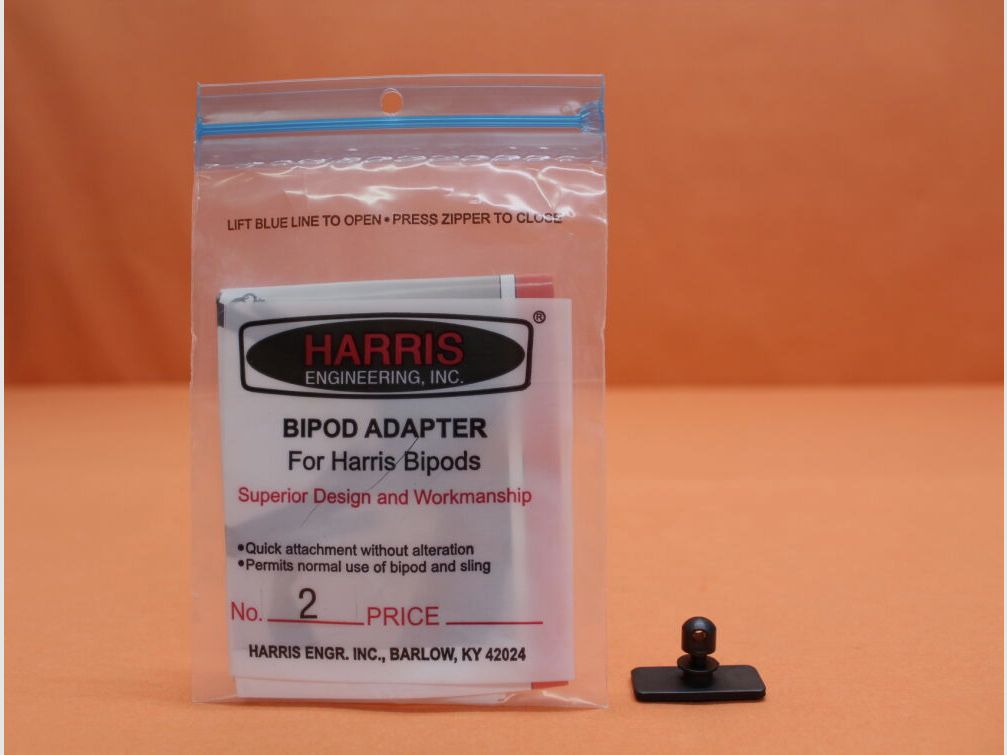 LIFT BLUE LINE TO OPEN • PRESS ZIPPER TO CLOSE
HARRIS ®
ENGINEERING, INC.
BIPOD ADAPTER
For Harris Bipods
Superior Design and Workmanship
•Quick attachment without alteration
•Permits normal use of bipod and sling
No. 2 PRICE
HARRIS ENGR. INC., BARLOW, KY 42024